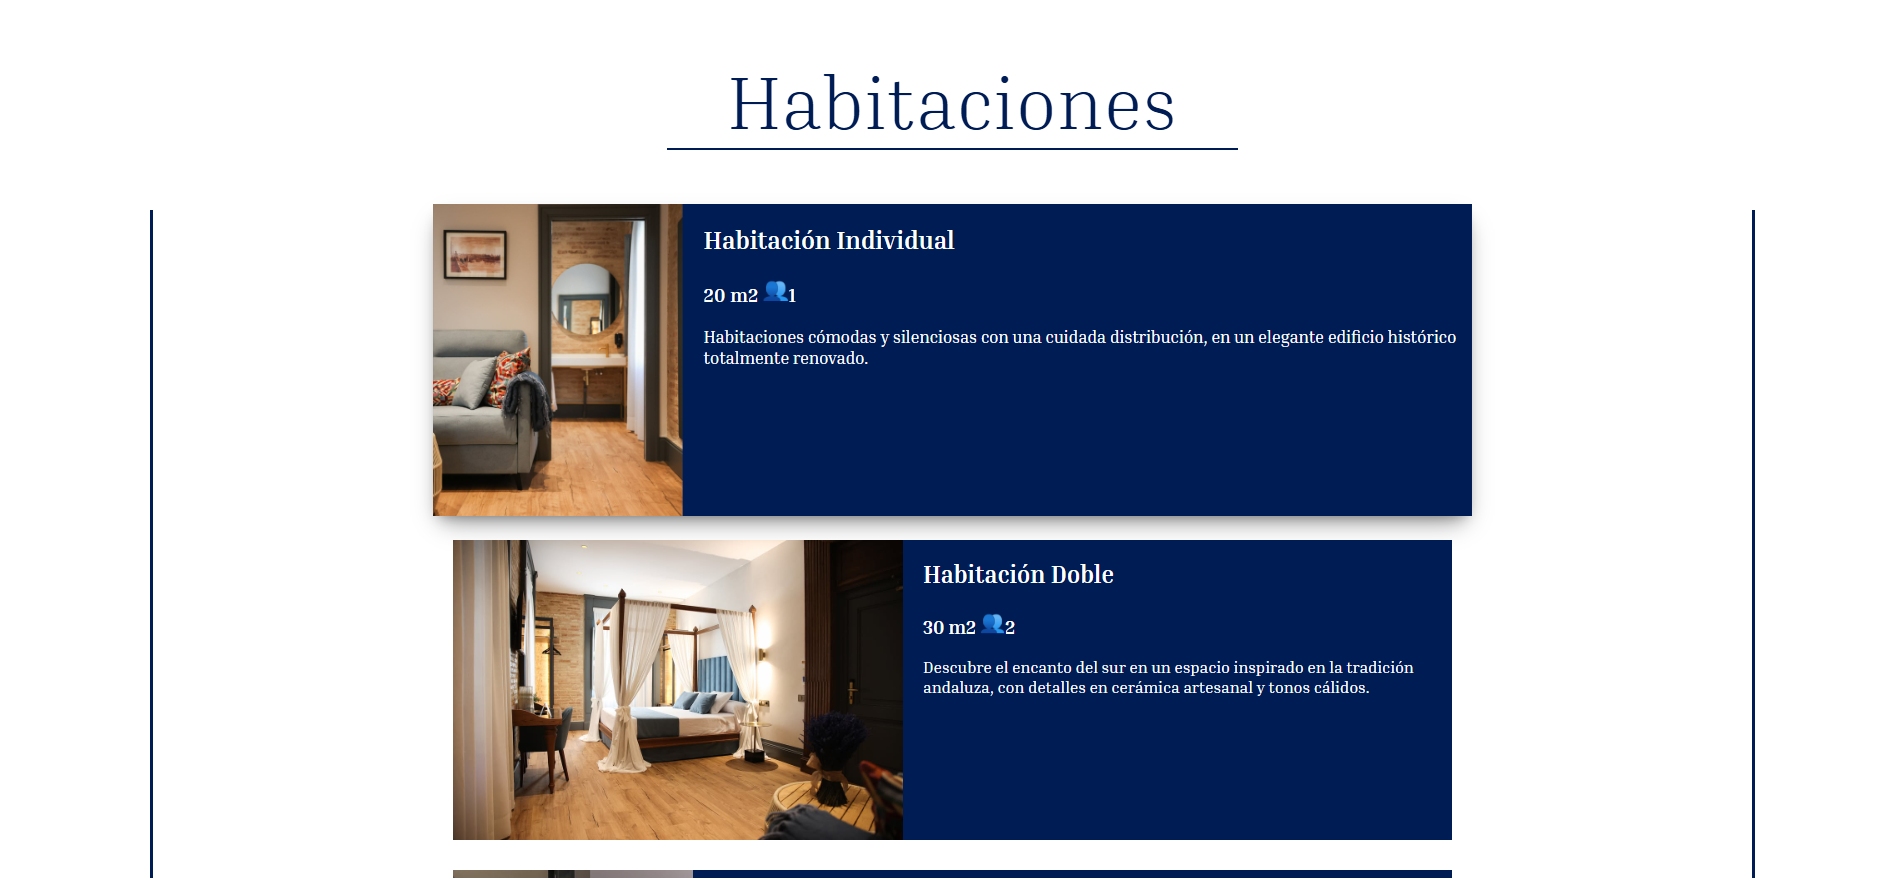 Habitaciones
Habitación Individual
20 m2 👥1
Habitaciones cómodas y silenciosas con una cuidada distribución, en un elegante edificio histórico
totalmente renovado.
Habitación Doble
30 m2 👥2
Descubre el encanto del sur en un espacio inspirado en la tradición
andaluza, con detalles en cerámica artesanal y tonos cálidos.